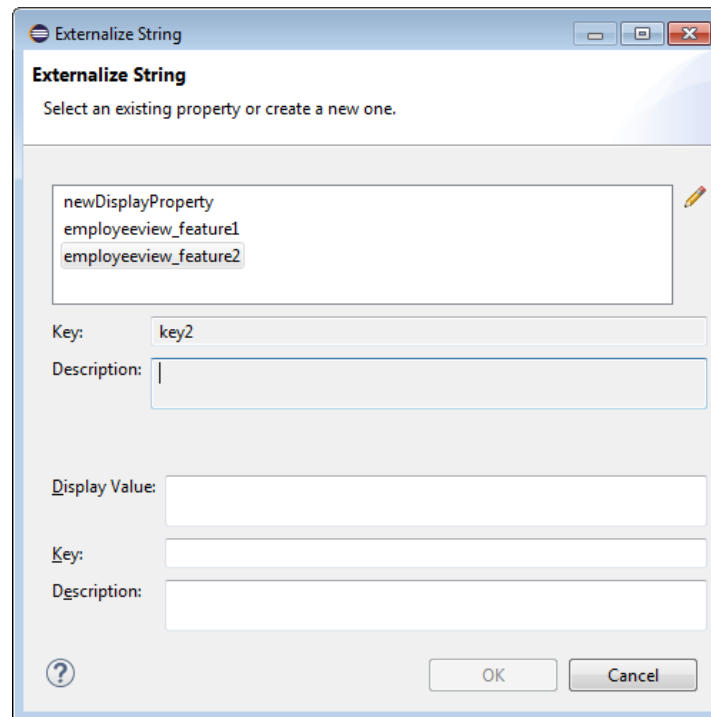 Externalize String
Externalize String
Select an existing property or create a new one.
newDisplayProperty
employeeview_feature1
employeeview_feature2
Key: key2
Description:
Display Value:
Key:
Description:
? OK Cancel